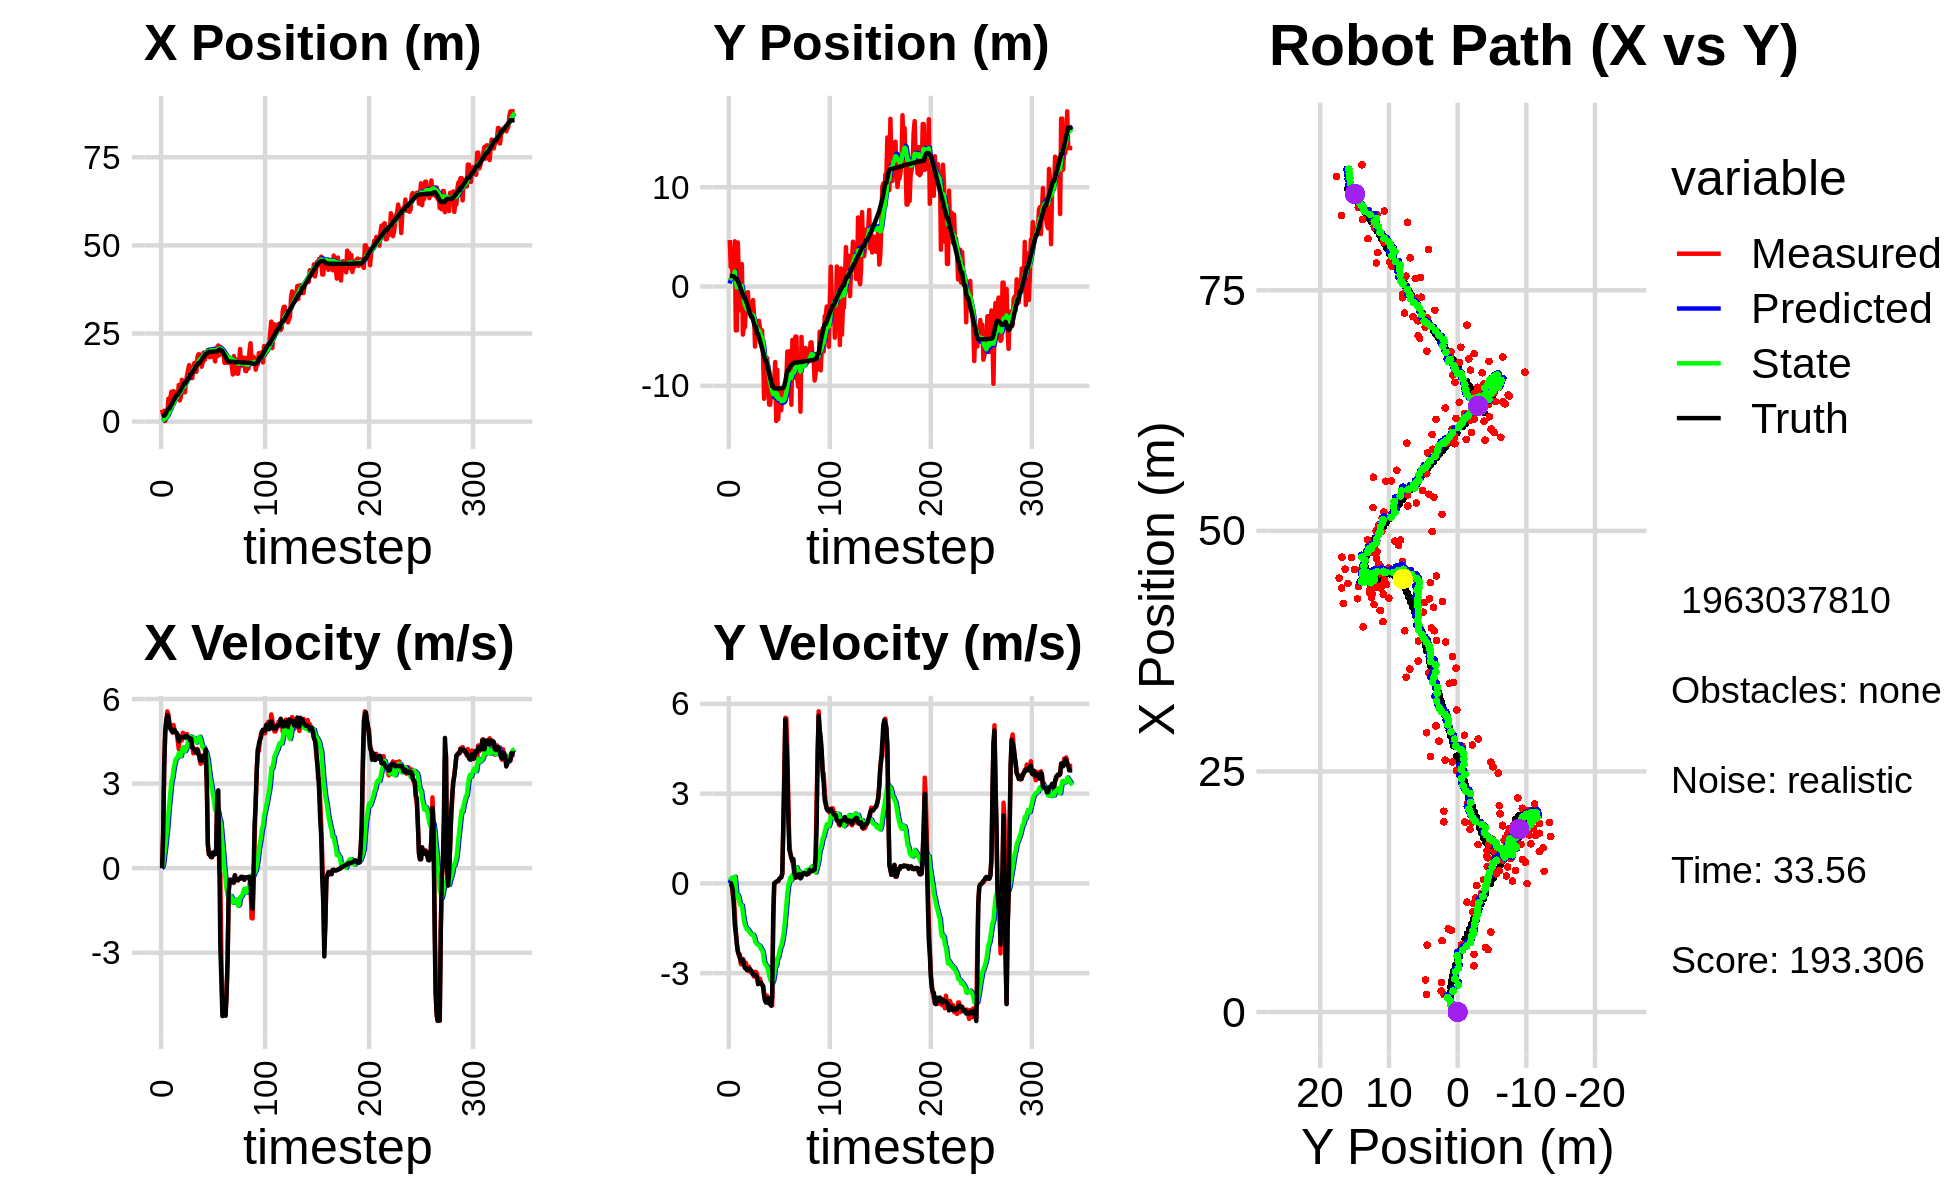 X Position (m)
75
50
25
0
0
100
200
300
timestep
Y Position (m)
10
0
-10
0
100
200
300
timestep
X Velocity (m/s)
6
3
0
-3
0
100
200
300
timestep
Y Velocity (m/s)
6
3
0
-3
0
100
200
300
timestep
Robot Path (X vs Y)
X Position (m)
75
50
25
0
20 10 0 -10 -20
Y Position (m)
variable
Measured
Predicted
State
Truth
1963037810
Obstacles: none
Noise: realistic
Time: 33.56
Score: 193.306